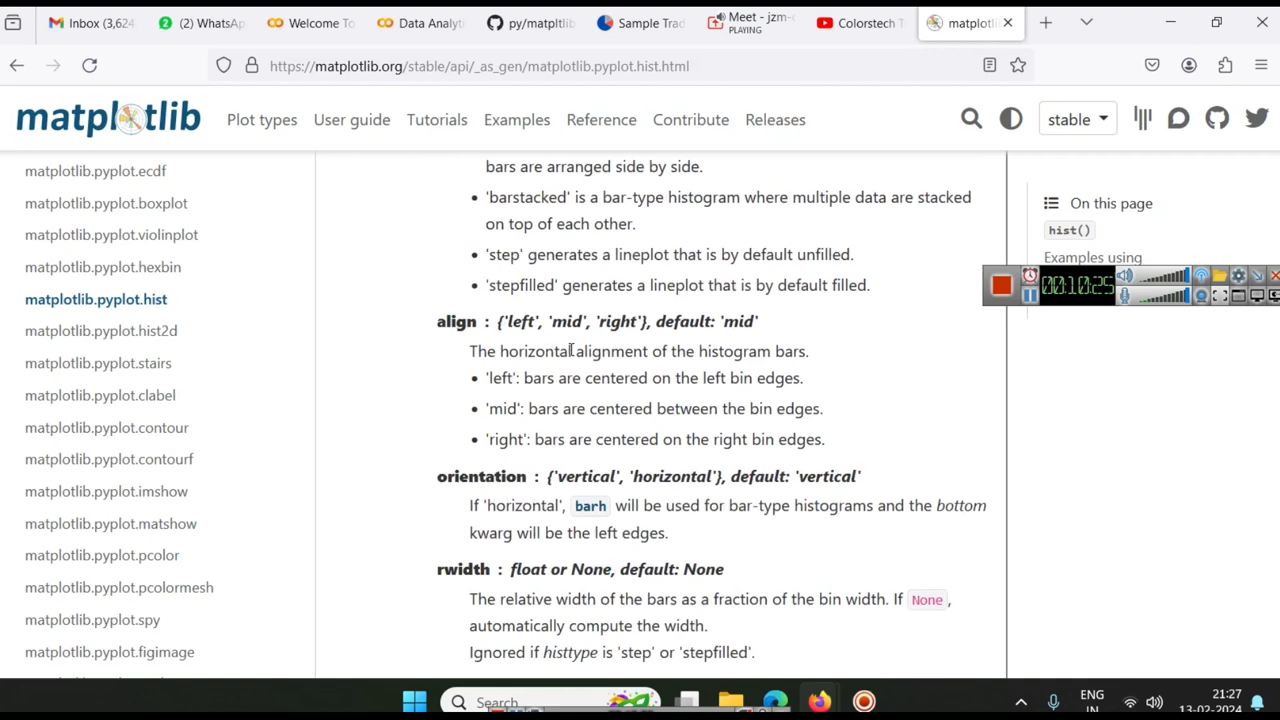 Inbox (3,624
(2) WhatsAp
Welcome To
Data Analyti
py/matpltlib
Sample Trad
Meet - jzm-
PLAYING
Colorstech T
matplotli
https://matplotlib.org/stable/api/_as_gen/matplotlib.pyplot.hist.html
matplotlib
Plot types
User guide
Tutorials
Examples
Reference
Contribute
Releases
stable
matplotlib.pyplot.ecdf
matplotlib.pyplot.boxplot
matplotlib.pyplot.violinplot
matplotlib.pyplot.hexbin
matplotlib.pyplot.hist
matplotlib.pyplot.hist2d
matplotlib.pyplot.stairs
matplotlib.pyplot.clabel
matplotlib.pyplot.contour
matplotlib.pyplot.contourf
matplotlib.pyplot.imshow
matplotlib.pyplot.matshow
matplotlib.pyplot.pcolor
matplotlib.pyplot.pcolormesh
matplotlib.pyplot.spy
matplotlib.pyplot.figimage
bars are arranged side by side.
• 'barstacked' is a bar-type histogram where multiple data are stacked
on top of each other.
• 'step' generates a lineplot that is by default unfilled.
• 'stepfilled' generates a lineplot that is by default filled.
align : {'left', 'mid', 'right'}, default: 'mid'
The horizontal alignment of the histogram bars.
• 'left': bars are centered on the left bin edges.
• 'mid': bars are centered between the bin edges.
• 'right': bars are centered on the right bin edges.
orientation : {'vertical', 'horizontal'}, default: 'vertical'
If 'horizontal', barh will be used for bar-type histograms and the bottom
kwarg will be the left edges.
rwidth : float or None, default: None
The relative width of the bars as a fraction of the bin width. If None,
automatically compute the width.
Ignored if histtype is 'step' or 'stepfilled'.
On this page
hist()
Examples using
00:10:25
Search
ENG
IN
21:27
13-02-2024